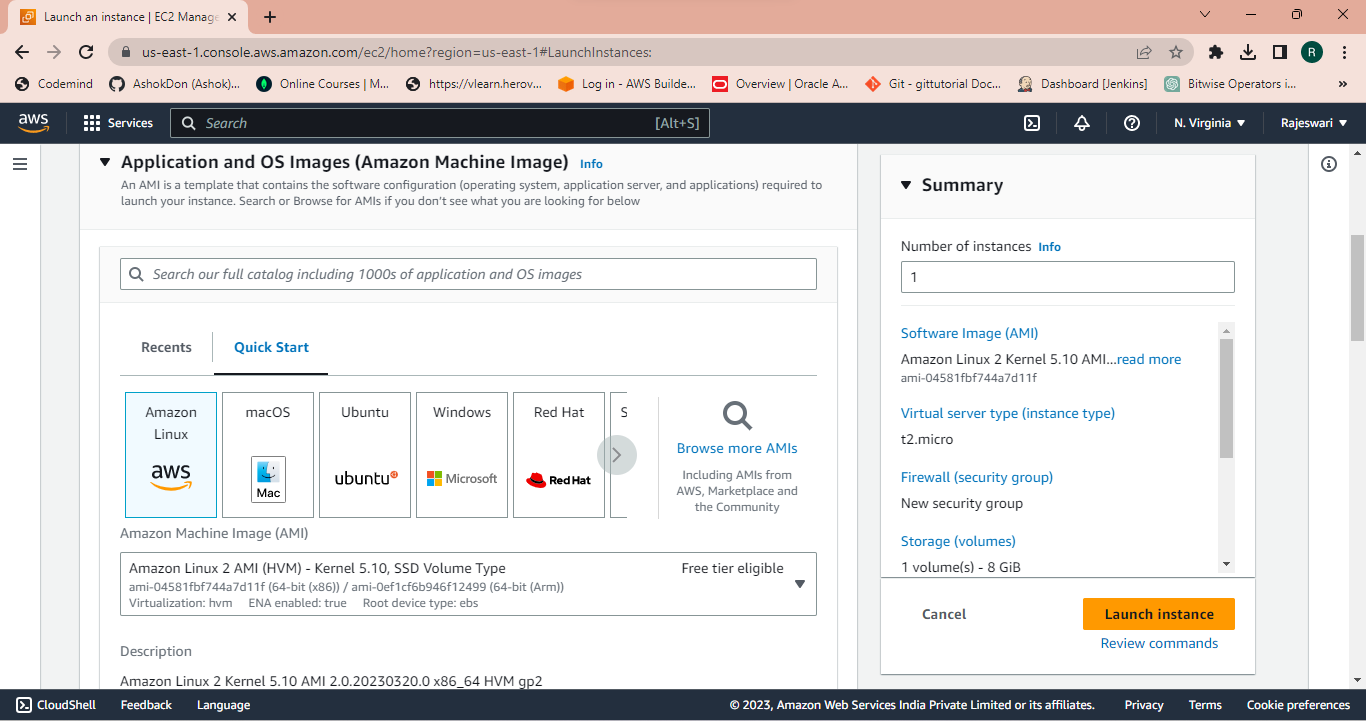 Launch an instance | EC2 Manage
us-east-1.console.aws.amazon.com/ec2/home?region=us-east-1#LaunchInstances:
R
Codemind
AshokDon (Ashok)...
Online Courses | M...
https://vlearn.herov...
Log in - AWS Builde...
Overview | Oracle A...
Git - gittutorial Doc...
Dashboard [Jenkins]
Bitwise Operators i...
»
aws
Services
Search
[Alt+S]
N. Virginia
Rajeswari
Application and OS Images (Amazon Machine Image) Info
An AMI is a template that contains the software configuration (operating system, application server, and applications) required to
launch your instance. Search or Browse for AMIs if you don't see what you are looking for below
Search our full catalog including 1000s of application and OS images
Recents
Quick Start
Amazon
Linux
aws
macOS
Mac
Ubuntu
ubuntu
Windows
Microsoft
Red Hat
Red Hat
S
Browse more AMIs
Including AMIs from
AWS, Marketplace and
the Community
Amazon Machine Image (AMI)
Amazon Linux 2 AMI (HVM) - Kernel 5.10, SSD Volume Type
Free tier eligible
ami-04581fbf744a7d11f (64-bit (x86)) / ami-0ef1cf6b946f12499 (64-bit (Arm))
Virtualization: hvm ENA enabled: true Root device type: ebs
Description
Amazon Linux 2 Kernel 5.10 AMI 2.0.20230320.0 x86_64 HVM gp2
Summary
Number of instances Info
1
Software Image (AMI)
Amazon Linux 2 Kernel 5.10 AMI...read more
ami-04581fbf744a7d11f
Virtual server type (instance type)
t2.micro
Firewall (security group)
New security group
Storage (volumes)
1 volume(s) - 8 GiB
Cancel
Launch instance
Review commands
CloudShell
Feedback
Language
© 2023, Amazon Web Services India Private Limited or its affiliates.
Privacy
Terms
Cookie preferences